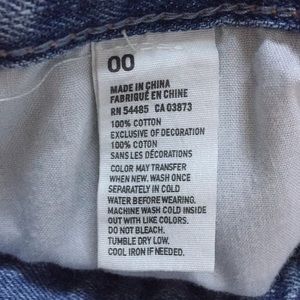 00
MADE IN CHINA
FABRIQUÉ EN CHINE
RN 54485 CA 03873
100% COTTON
EXCLUSIVE OF DECORATION
100% COTON
SANS LES DÉCORATIONS
COLOR MAY TRANSFER
WHEN NEW. WASH ONCE
SEPARATELY IN COLD
WATER BEFORE WEARING.
MACHINE WASH COLD INSIDE
OUT WITH LIKE COLORS.
DO NOT BLEACH.
TUMBLE DRY LOW.
COOL IRON IF NEEDED.